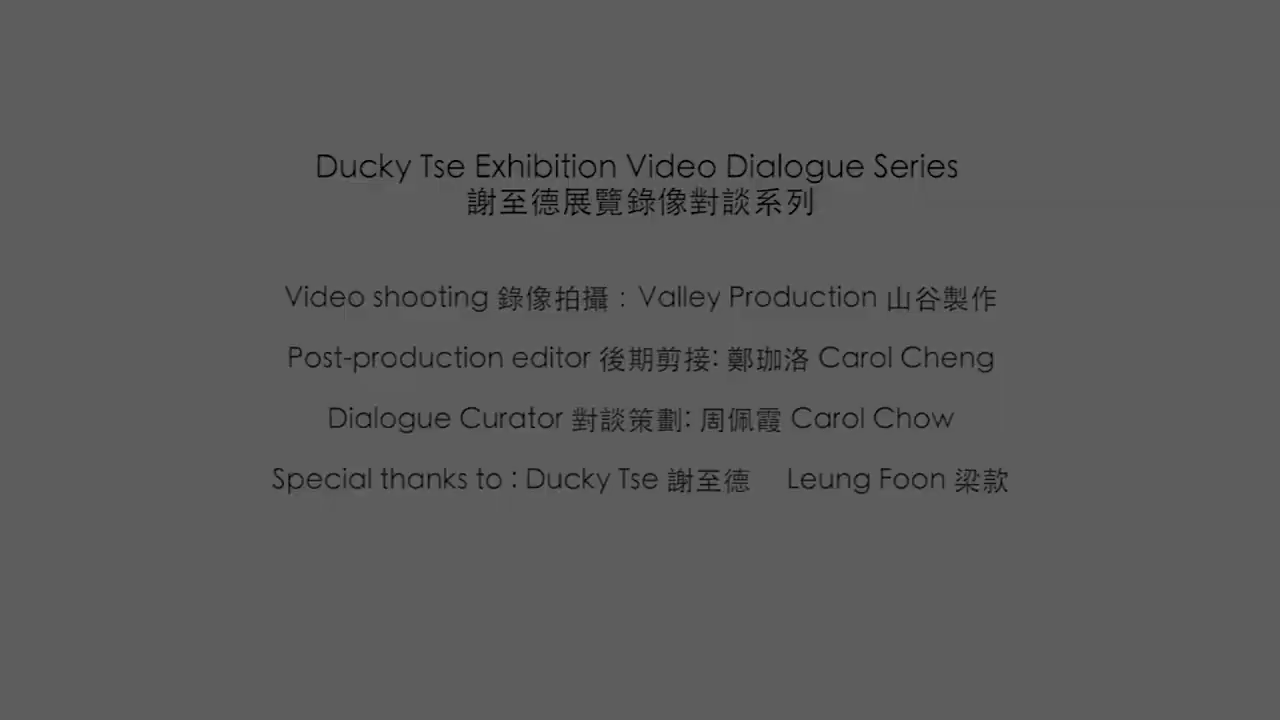 Ducky Tse Exhibition Video Dialogue Series
謝至德展覽錄像對談系列
Video shooting 錄像拍攝：Valley Production 山谷製作
Post-production editor 後期剪接: 鄭珈洛 Carol Cheng
Dialogue Curator 對談策劃: 周佩霞 Carol Chow
Special thanks to : Ducky Tse 謝至德 Leung Foon 梁款